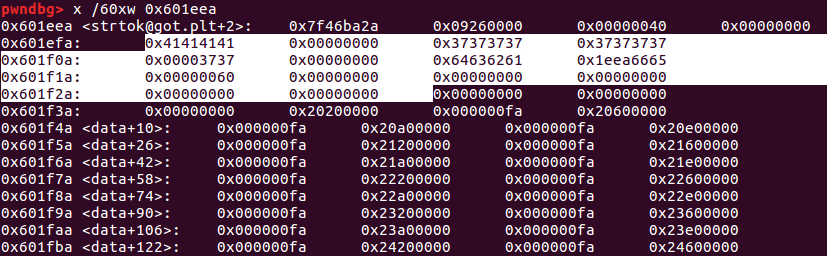 pwndbg> x /60xw 0x601eea
0x601eea <strtok@got.plt+2>: 0x7f46ba2a 0x09260000 0x00000040 0x00000000
0x601efa: 0x41414141 0x00000000 0x37373737 0x37373737
0x601f0a: 0x00003737 0x00000000 0x64636261 0x1eea6665
0x601f1a: 0x00000060 0x00000000 0x00000000 0x00000000
0x601f2a: 0x00000000 0x00000000 0x00000000 0x00000000
0x601f3a: 0x00000000 0x20200000 0x000000fa 0x20600000
0x601f4a <data+10>: 0x000000fa 0x20a00000 0x000000fa 0x20e00000
0x601f5a <data+26>: 0x000000fa 0x21200000 0x000000fa 0x21600000
0x601f6a <data+42>: 0x000000fa 0x21a00000 0x000000fa 0x21e00000
0x601f7a <data+58>: 0x000000fa 0x22200000 0x000000fa 0x22600000
0x601f8a <data+74>: 0x000000fa 0x22a00000 0x000000fa 0x22e00000
0x601f9a <data+90>: 0x000000fa 0x23200000 0x000000fa 0x23600000
0x601faa <data+106>: 0x000000fa 0x23a00000 0x000000fa 0x23e00000
0x601fba <data+122>: 0x000000fa 0x24200000 0x000000fa 0x24600000